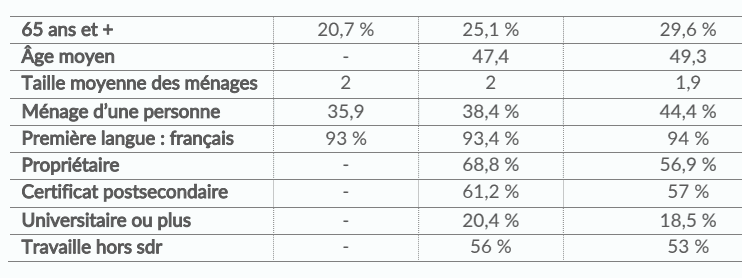 65 ans et + 20,7 % 25,1 % 29,6 %
Âge moyen - 47,4 49,3
Taille moyenne des ménages 2 2 1,9
Ménage d’une personne 35,9 38,4 % 44,4 %
Première langue : français 93 % 93,4 % 94 %
Propriétaire - 68,8 % 56,9 %
Certificat postsecondaire - 61,2 % 57 %
Universitaire ou plus - 20,4 % 18,5 %
Travaille hors sdr - 56 % 53 %